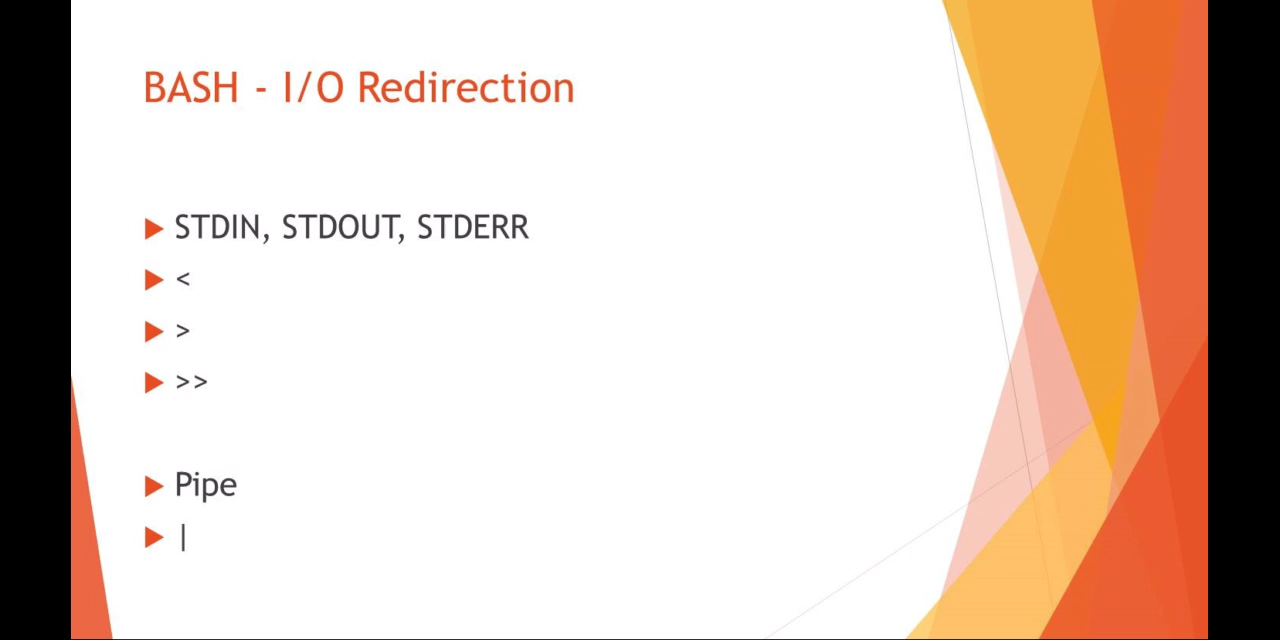 BASH - I/O Redirection
STDIN, STDOUT, STDERR
<
>
>>
Pipe
|